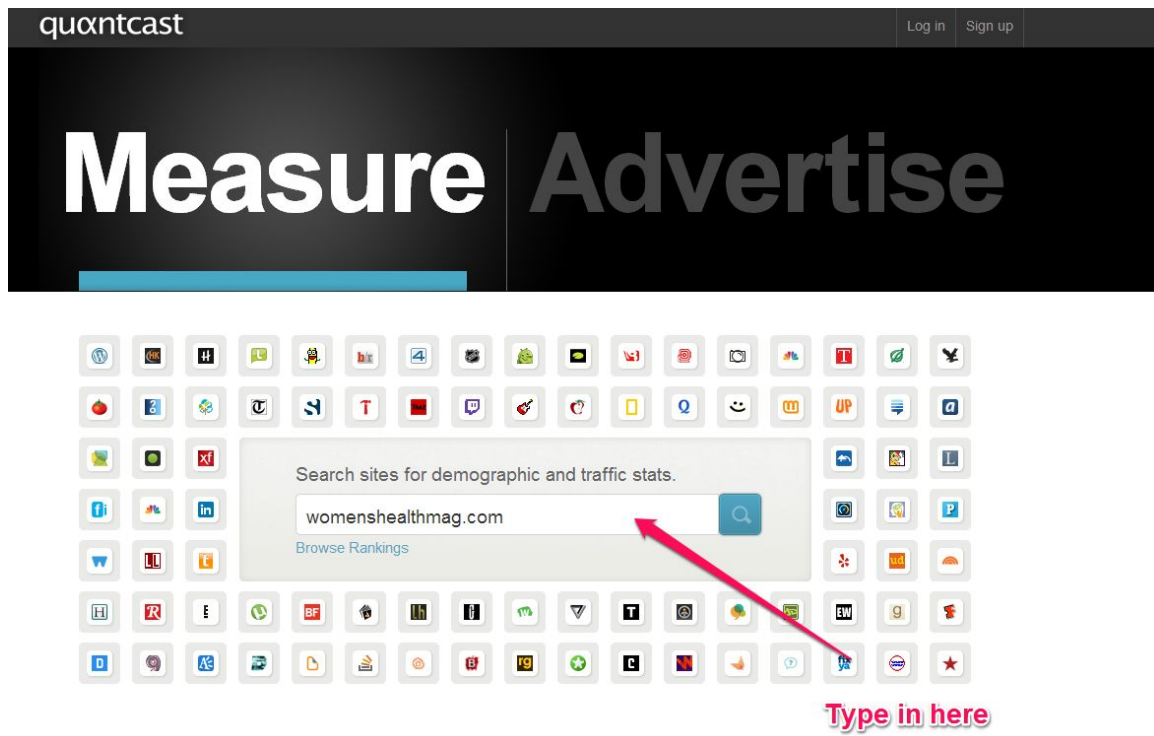 quantcast
Log in Sign up
Measure Advertise
Search sites for demographic and traffic stats.
womenshealthmag.com
Browse Rankings
Type in here